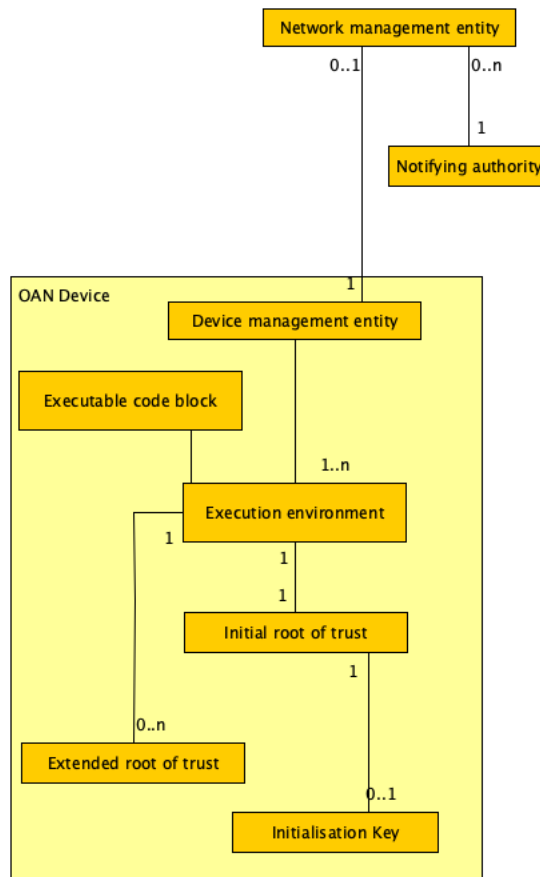 Network management entity
0..1
0..n
1
Notifying authority
1
OAN Device
Device management entity
Executable code block
1..n
Execution environment
1
1
1
Initial root of trust
1
0..n
Extended root of trust
0..1
Initialisation Key